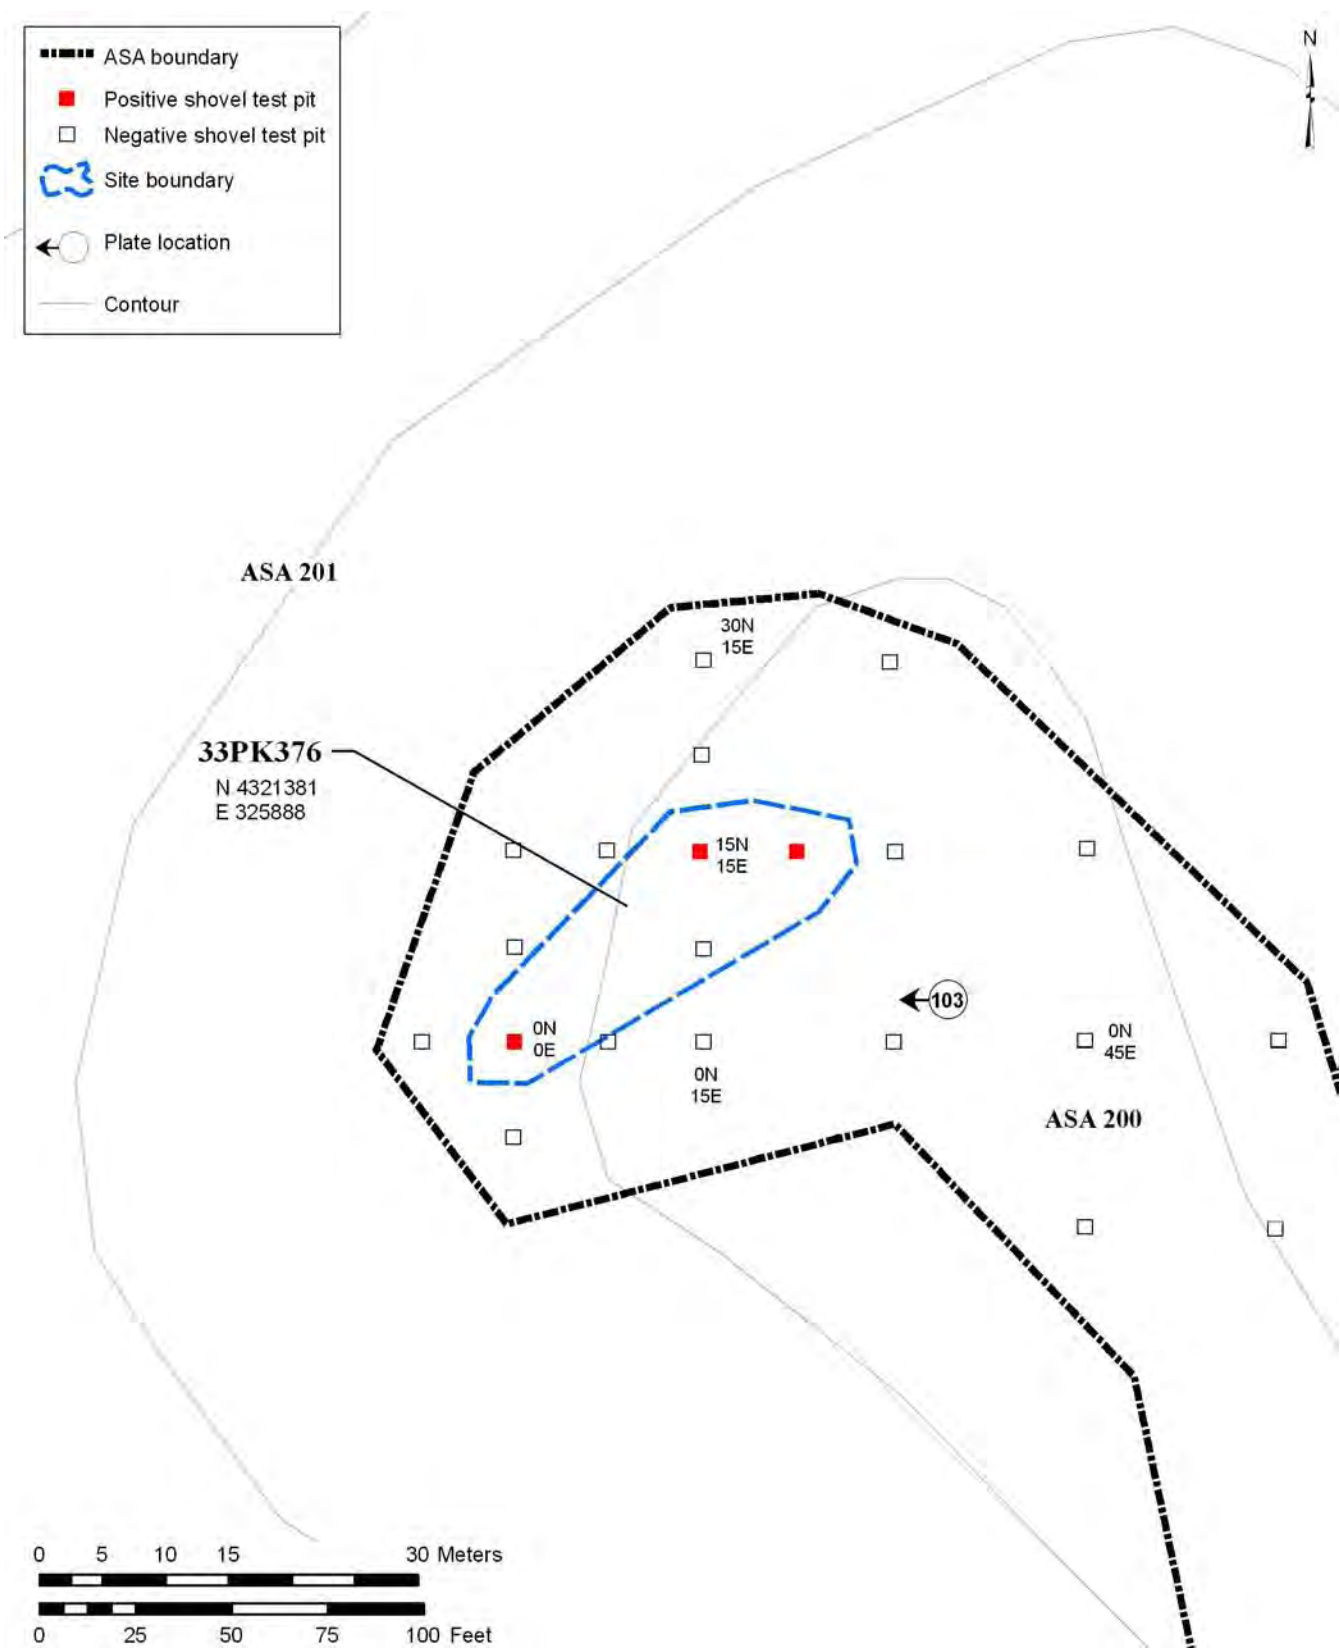 ASA boundary
Positive shovel test pit
Negative shovel test pit
Site boundary
Plate location
Contour
N
ASA 201
30N
15E
33PK376
N 4321381
E 325888
15N
15E
103
0N
0E
0N
15E
0N
45E
ASA 200
0 5 10 15 30 Meters
0 25 50 75 100 Feet